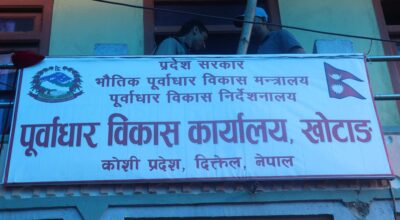 प्रदेश सरकार
भौतिक पूर्वाधार विकास मन्त्रालय
पूर्वाधार विकास निर्देशनालय
पूर्वाधार विकास कार्यालय, खोटाङ
कोशी प्रदेश, दिक्तेल, नेपाल